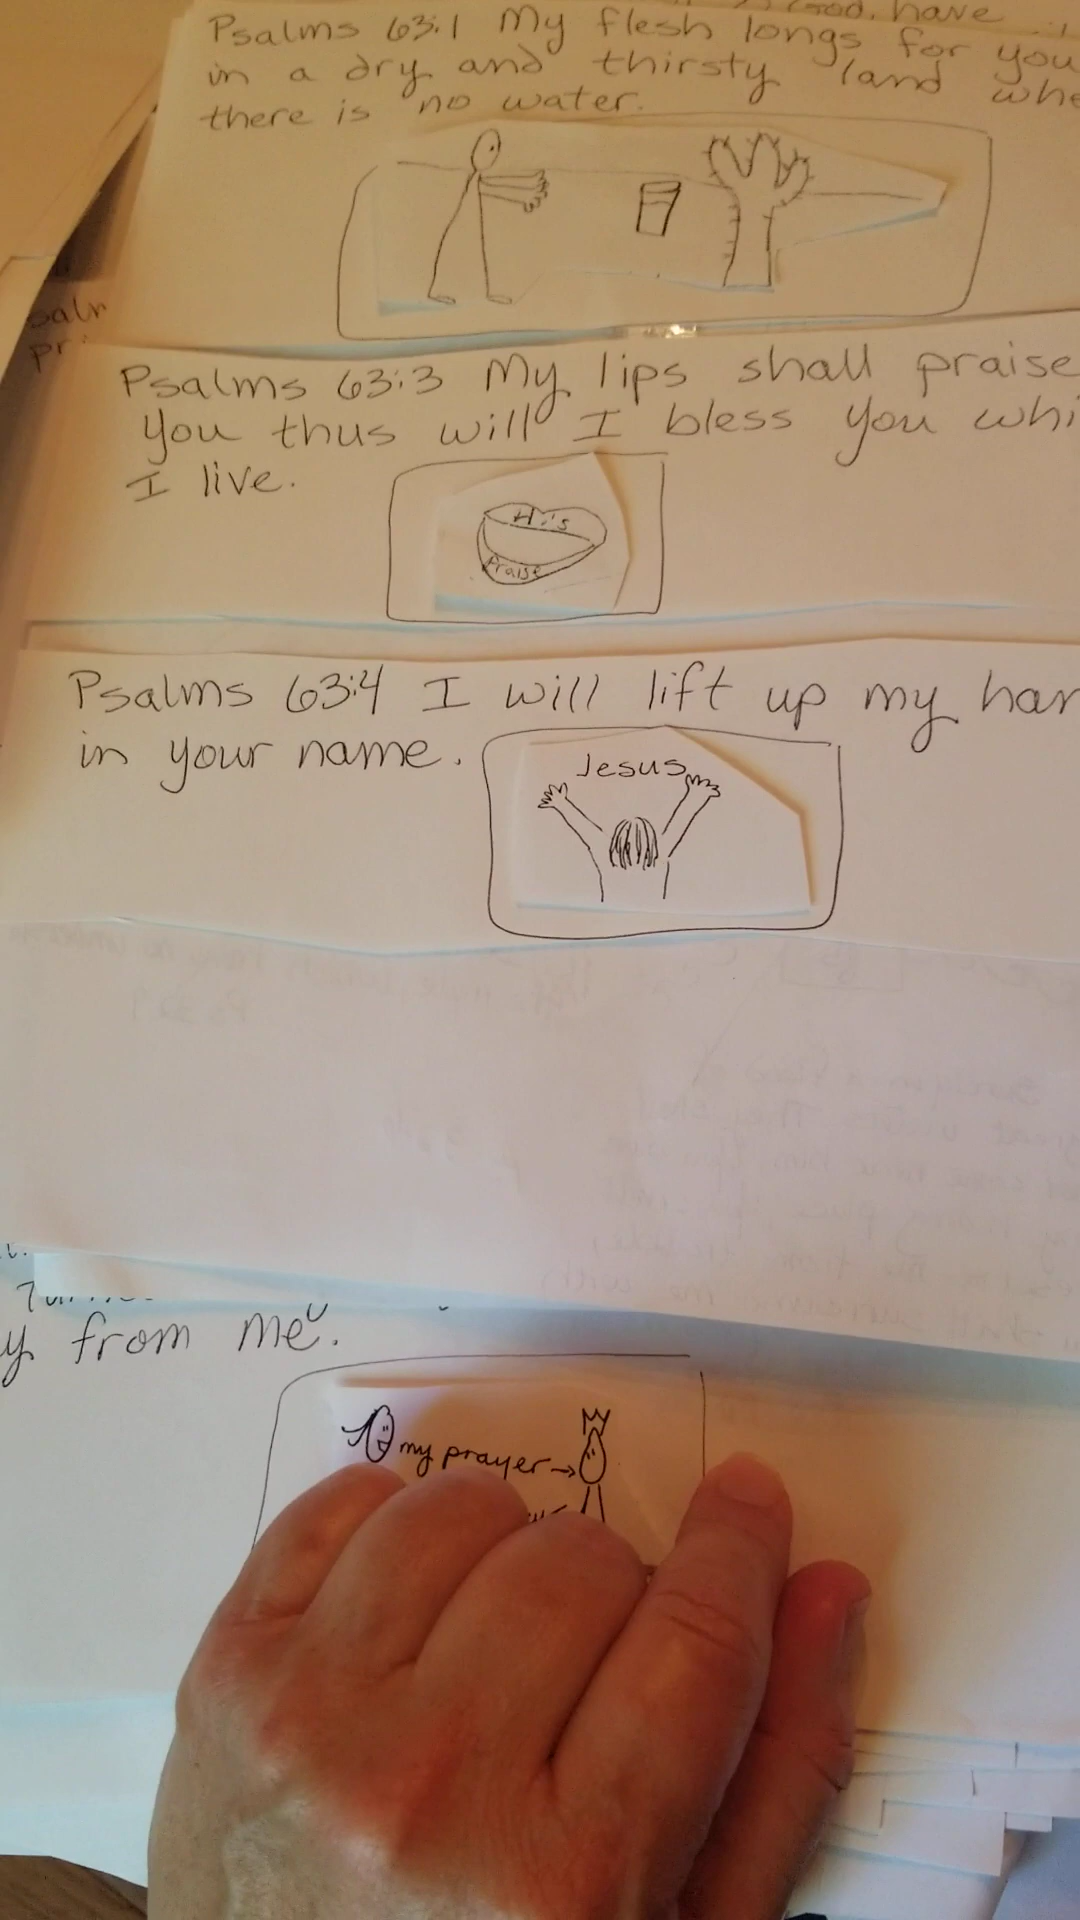 God, have
Psalms 63:1 My flesh longs for you
in a dry and thirsty land whe
there is no water.
Psalms 63:3 My lips shall praise
you thus will I bless you whi
I live.
His
Praise
Psalms 63:4 I will lift up my han
in your name.
Jesus
y from me.
my prayer